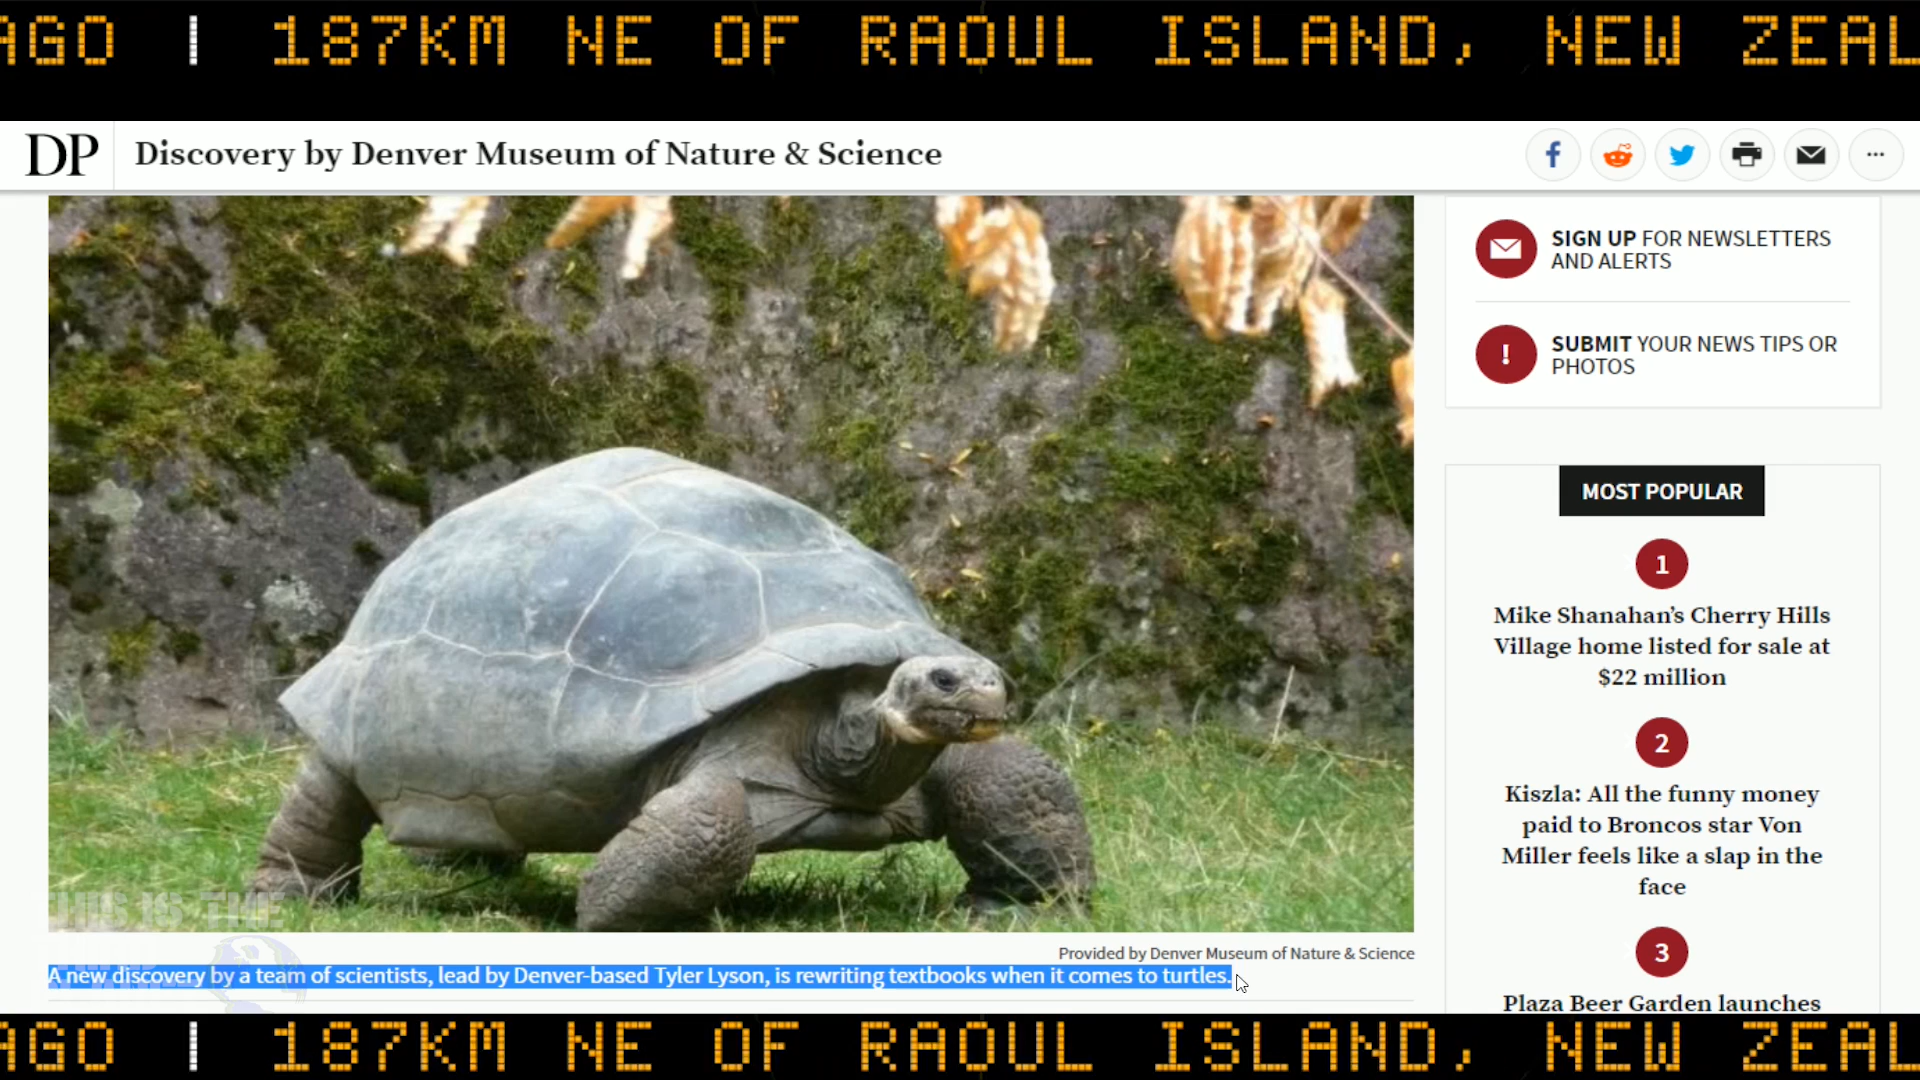 AGO | 187KM NE OF RAOUL ISLAND, NEW ZEAL
DP
Discovery by Denver Museum of Nature & Science
SIGN UP FOR NEWSLETTERS
AND ALERTS
SUBMIT YOUR NEWS TIPS OR
PHOTOS
MOST POPULAR
1
Mike Shanahan's Cherry Hills
Village home listed for sale at
$22 million
2
Kiszla: All the funny money
paid to Broncos star Von
Miller feels like a slap in the
face
3
Plaza Beer Garden launches
THIS IS THE
Provided by Denver Museum of Nature & Science
A new discovery by a team of scientists, lead by Denver-based Tyler Lyson, is rewriting textbooks when it comes to turtles.
AGO | 187KM NE OF RAOUL ISLAND, NEW ZEAL